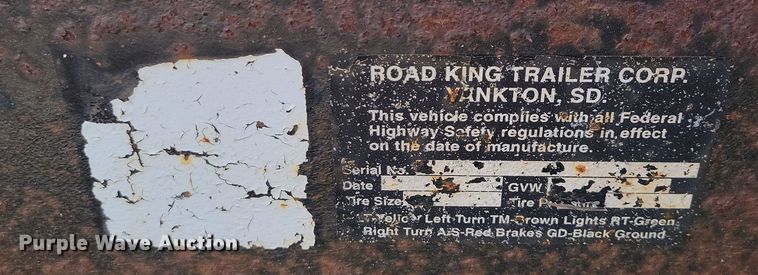 ROAD KING TRAILER CORP.
YANKTON, SD.
This vehicle complies with all Federal
Highway Safety regulations in effect
on the date of manufacture.
Serial No.
Date GVW
Tire Size Tire Pressure
LT-Yellow Left Turn TM-Brown Lights RT-Green
Right Turn A/S-Red Brakes GD-Black Ground
Purple Wave Auction